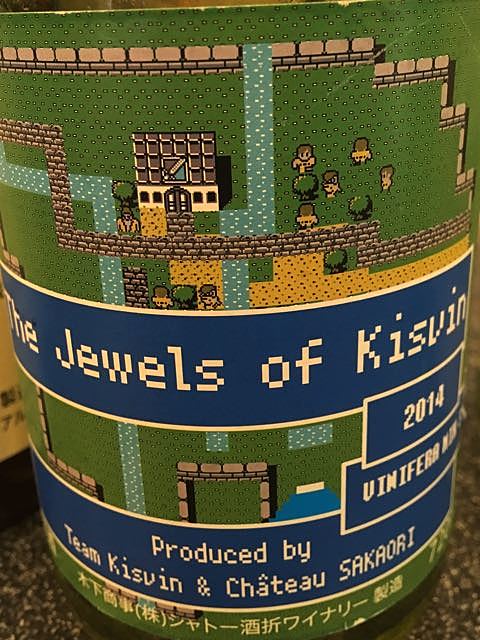 The Jewels of Kisvin
2014
VINIFERA
Produced by
Team Kisvin & Château SAKAORI
木下商事(株)シャトー酒折ワイナリー 製造